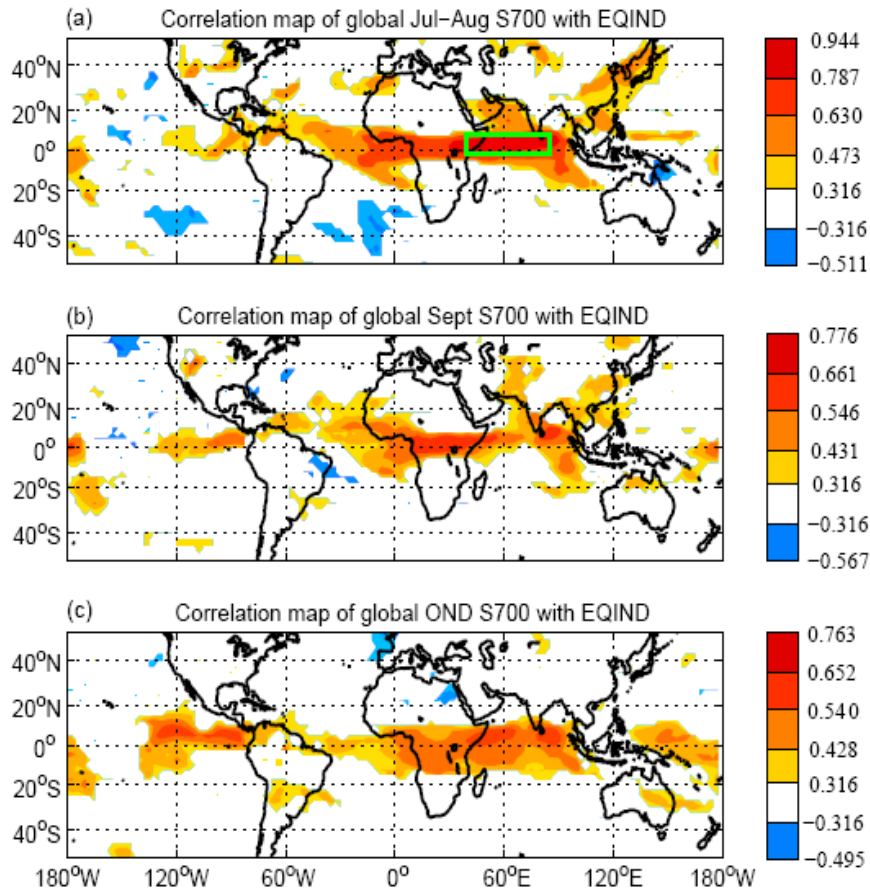 (a) Correlation map of global Jul-Aug S700 with EQIND
40°N
20°N
0°
20°S
40°S
0.944
0.787
0.630
0.473
0.316
−0.316
−0.511
(b) Correlation map of global Sept S700 with EQIND
40°N
20°N
0°
20°S
40°S
0.776
0.661
0.546
0.431
0.316
−0.316
−0.567
(c) Correlation map of global OND S700 with EQIND
40°N
20°N
0°
20°S
40°S
0.763
0.652
0.540
0.428
0.316
−0.316
−0.495
180°W 120°W 60°W 0° 60°E 120°E 180°W